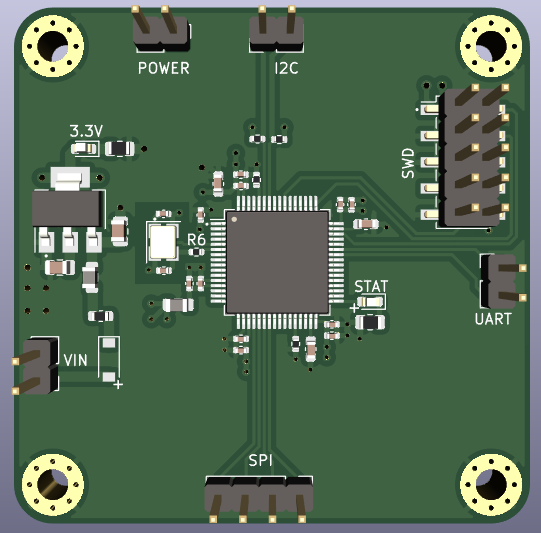 POWER
I2C
3.3V
SWD
R6
STAT
+
UART
VIN
+
SPI